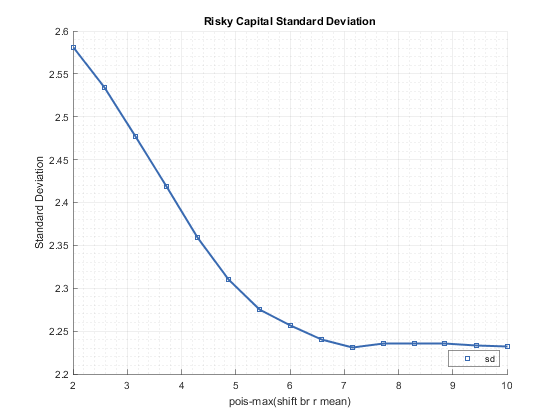 Risky Capital Standard Deviation
2.6
2.55
2.5
2.45
2.4
2.35
2.3
2.25
2.2
Standard Deviation
sd
2 3 4 5 6 7 8 9 10
pois-max(shift br r mean)